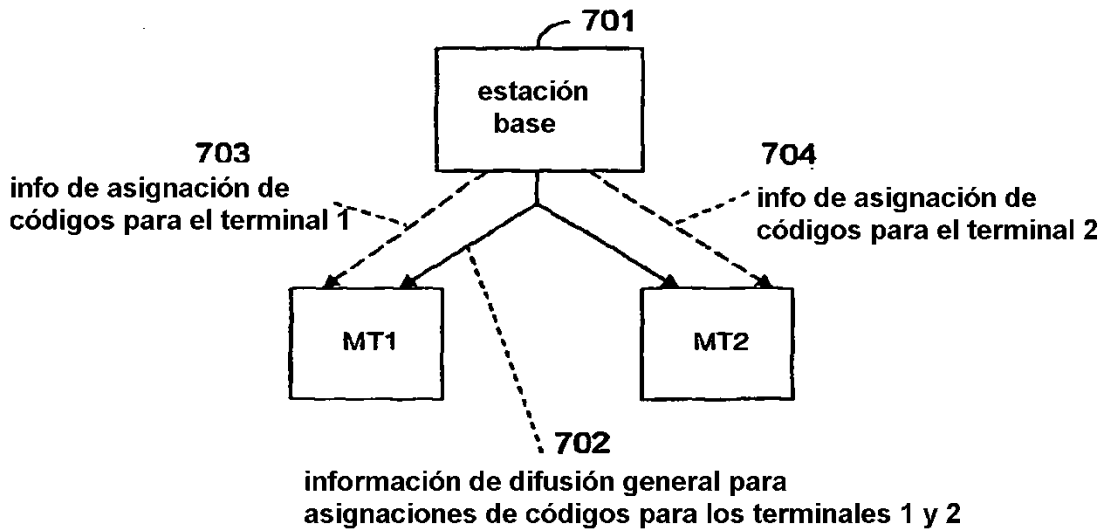 701
estación
base
703
info de asignación de
códigos para el terminal 1
704
info de asignación de
códigos para el terminal 2
MT1
MT2
702
información de difusión general para
asignaciones de códigos para los terminales 1 y 2